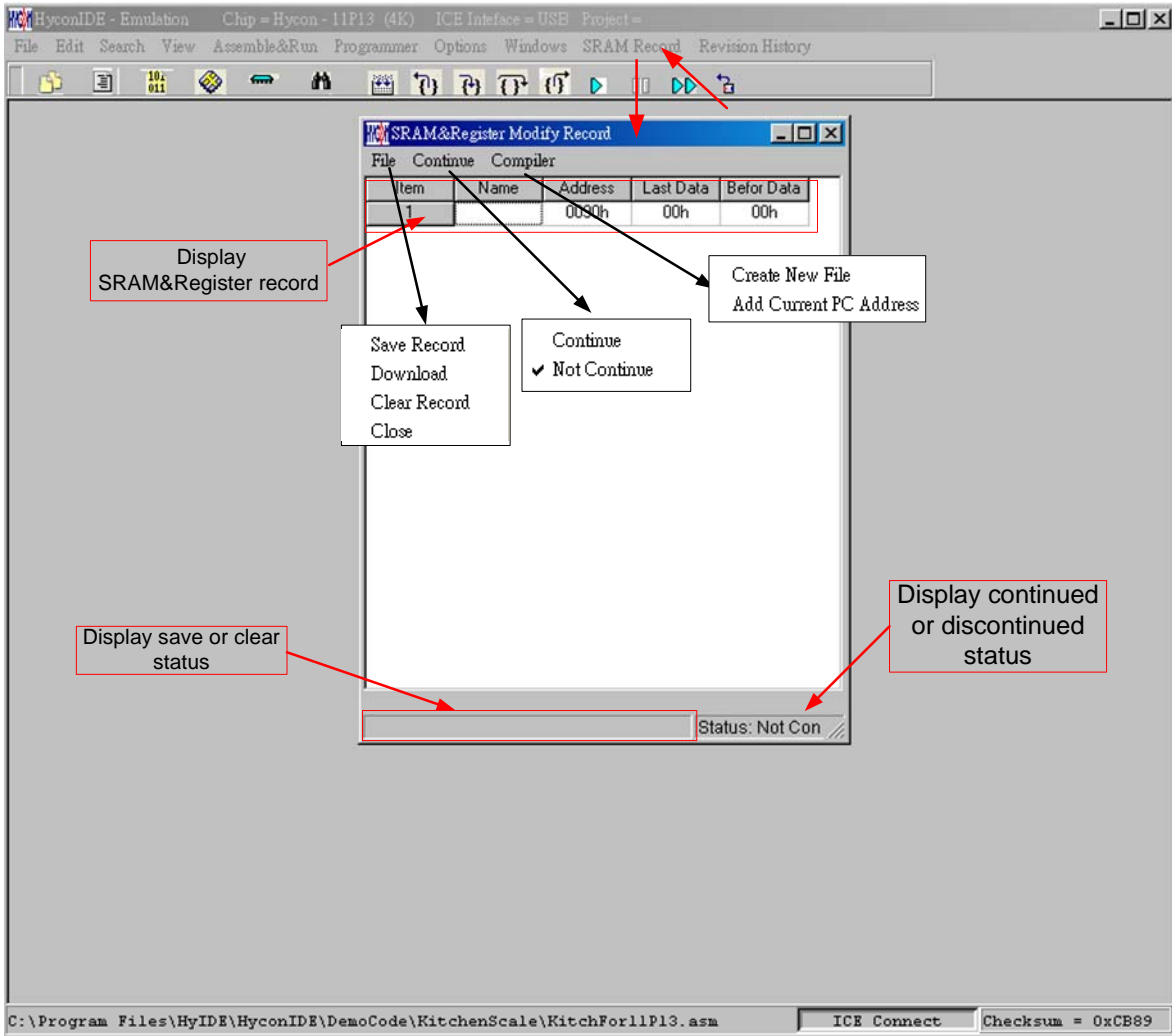 HyconIDE - Emulation Chip = Hycon - 11P13 (4K) ICE Inteface = USB Project =
File Edit Search View Assemble&Run Programmer Options Windows SRAM Record Revision History
SRAM&Register Modify Record
File Continue Compiler
Item Name Address Last Data Befor Data
1 0090h 00h 00h
Display
SRAM&Register record
Create New File
Add Current PC Address
Save Record
Download
Clear Record
Close
Continue
✔ Not Continue
Display continued
or discontinued
status
Display save or clear
status
Status: Not Con
C:\Program Files\HyIDE\HyconIDE\DemoCode\KitchenScale\KitchFor11P13.asm ICE Connect Checksum = 0xCB89